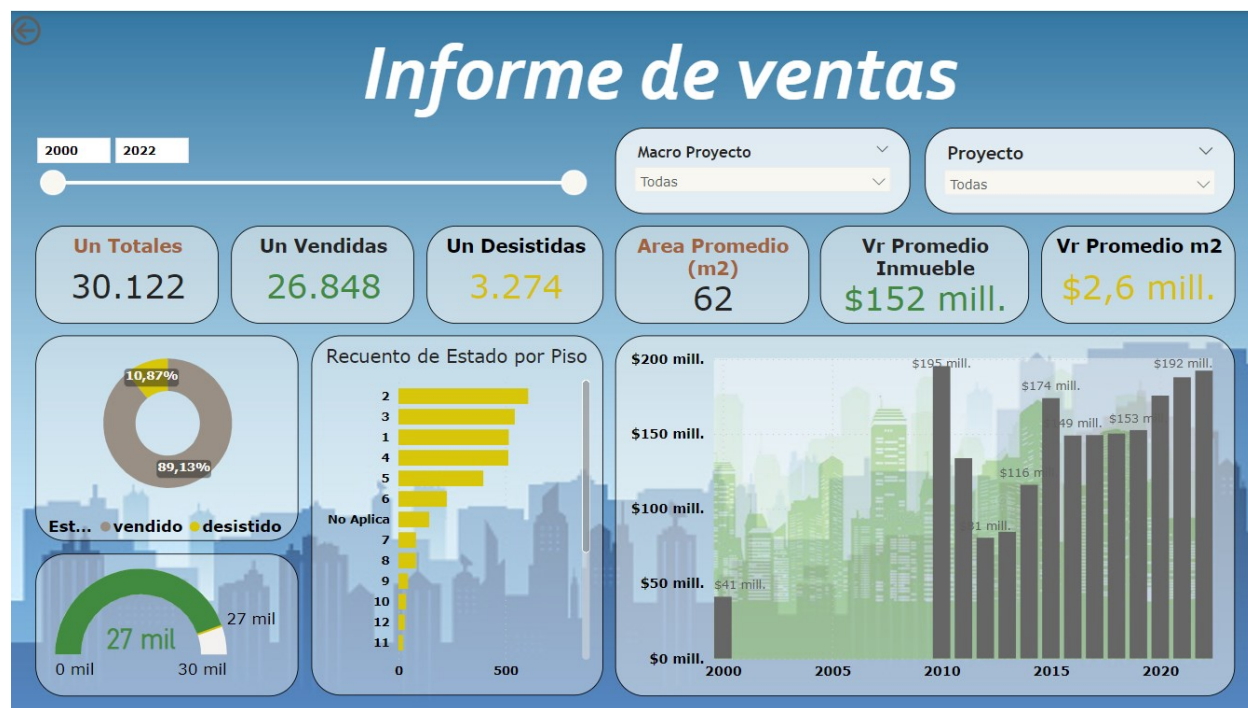 Informe de ventas
2000
2022
Macro Proyecto
Todas
Proyecto
Todas
Un Totales
30.122
Un Vendidas
26.848
Un Desistidas
3.274
Area Promedio
(m2)
62
Vr Promedio
Inmueble
$152 mill.
Vr Promedio m2
$2,6 mill.
10,87%
89,13%
Est...
vendido
desistido
27 mil
27 mil
0 mil
30 mil
Recuento de Estado por Piso
2
3
1
4
5
6
No Aplica
7
8
9
10
12
11
0
500
$200 mill.
$150 mill.
$100 mill.
$50 mill.
$0 mill.
$41 mill.
$195 mill.
mill.
$116
$174 mill.
mill.
$153
$192 mill.
2000
2005
2010
2015
2020